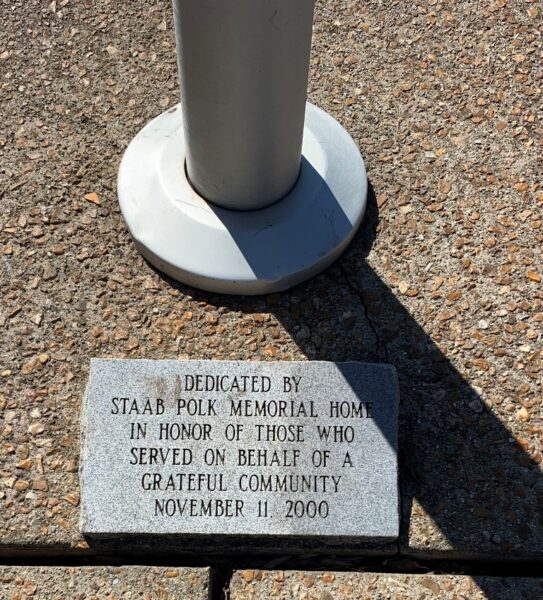 DEDICATED BY
STAAB POLK MEMORIAL HOME
IN HONOR OF THOSE WHO
SERVED ON BEHALF OF A
GRATEFUL COMMUNITY
NOVEMBER 11, 2000